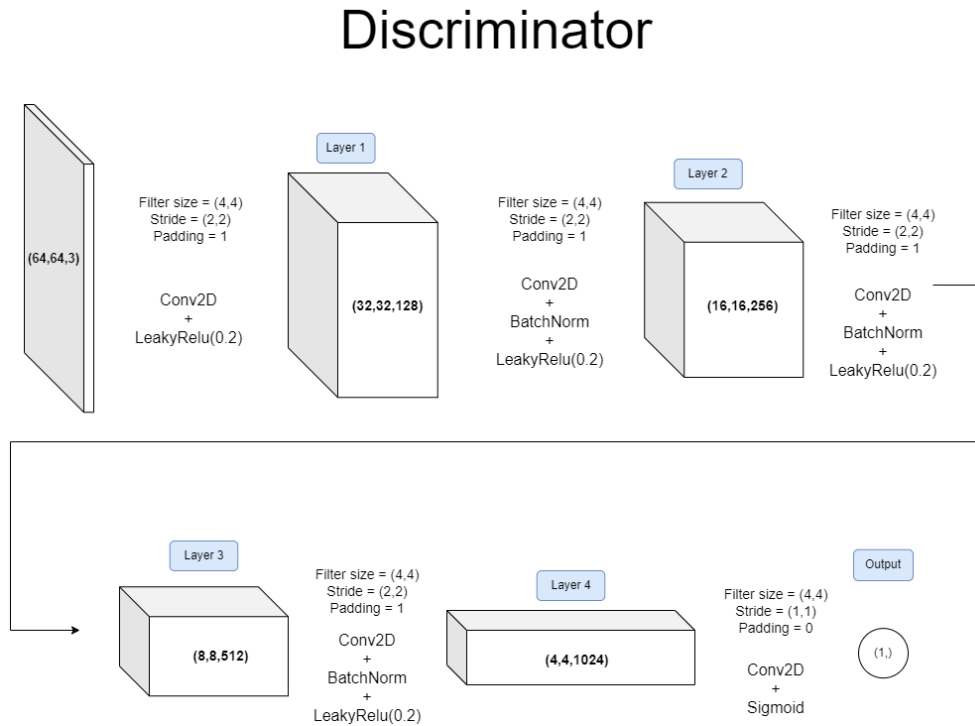 Discriminator
(64,64,3)
Filter size = (4,4)
Stride = (2,2)
Padding = 1
Conv2D
+
LeakyRelu(0.2)
Layer 1
(32,32,128)
Filter size = (4,4)
Stride = (2,2)
Padding = 1
Conv2D
+
BatchNorm
+
LeakyRelu(0.2)
Layer 2
(16,16,256)
Filter size = (4,4)
Stride = (2,2)
Padding = 1
Conv2D
+
BatchNorm
+
LeakyRelu(0.2)
Layer 3
(8,8,512)
Filter size = (4,4)
Stride = (2,2)
Padding = 1
Conv2D
+
BatchNorm
+
LeakyRelu(0.2)
Layer 4
(4,4,1024)
Filter size = (4,4)
Stride = (1,1)
Padding = 0
Conv2D
+
Sigmoid
Output
(1,)